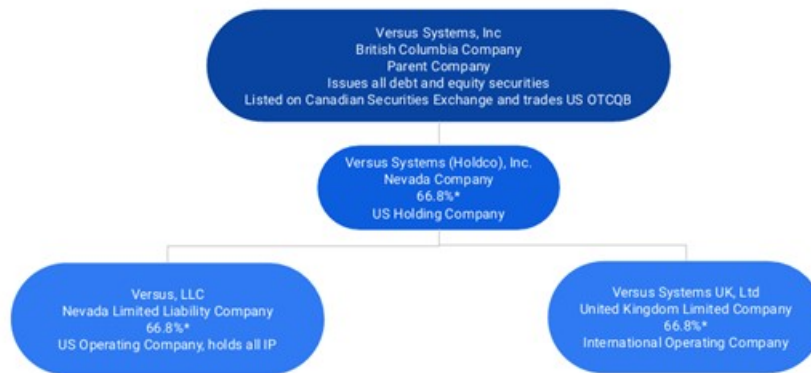 Versus Systems, Inc
British Columbia Company
Parent Company
Issues all debt and equity securities
Listed on Canadian Securities Exchange and trades US OTCQB
Versus Systems (Holdco), Inc.
Nevada Company
66.8%*
US Holding Company
Versus, LLC
Nevada Limited Liability Company
66.8%*
US Operating Company, holds all IP
Versus Systems UK, Ltd
United Kingdom Limited Company
66.8%*
International Operating Company